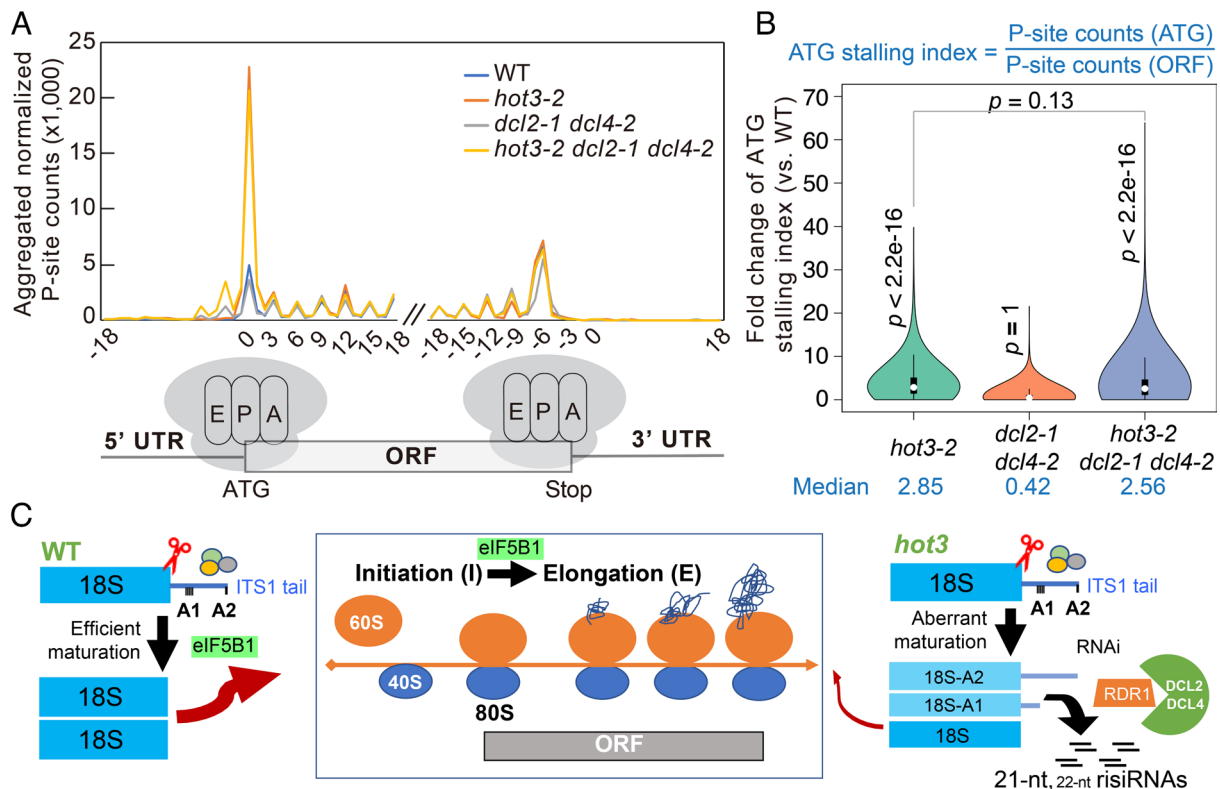 A
Aggregated normalized
P-site counts (x1,000)
25
20
15
10
5
0
WT
hot3-2
dcl2-1 dcl4-2
hot3-2 dcl2-1 dcl4-2
-18
0
3
6
9
12
15
18
-18
-15
-12
-9
-6
-3
0
18
E P A
E P A
5' UTR
ORF
3' UTR
ATG
Stop
B
ATG stalling index = P-site counts (ATG)
P-site counts (ORF)
Fold change of ATG
stalling index (vs. WT)
70
60
50
40
30
20
10
0
p = 0.13
p < 2.2e-16
p = 1
p < 2.2e-16
hot3-2
dcl2-1
dcl4-2
hot3-2
dcl2-1 dcl4-2
Median 2.85 0.42 2.56
C
WT
18S
ITS1 tail
A1 A2
Efficient
maturation
eIF5B1
18S
18S
eIF5B1
Initiation (I) Elongation (E)
60S
40S
80S
ORF
hot3
18S
ITS1 tail
A1 A2
Aberrant
maturation
RNAi
18S-A2
18S-A1
18S
RDR1
DCL2
DCL4
21-nt, 22-nt risiRNAs